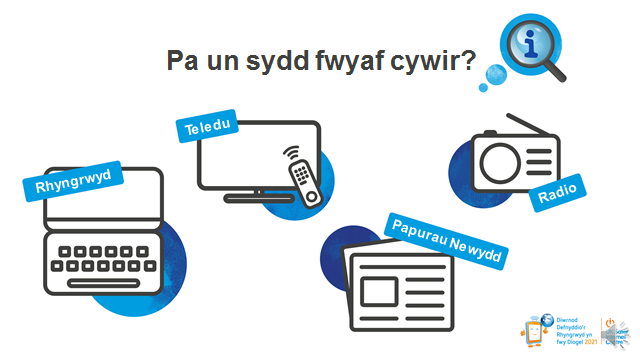 Pa un sydd fwyaf cywir?
Teledu
Rhyngrwyd
Radio
Papurau Newydd
Diwrnod
Defnyddio'r
Rhyngrwyd yn
fwy Diogel 2021